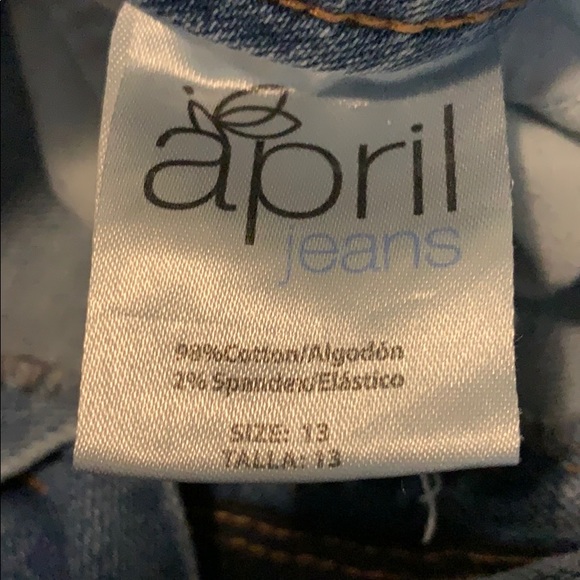 april
jeans
98%Cotton/Algodón
2% Spandex/Elástico
SIZE: 13
TALLA: 13